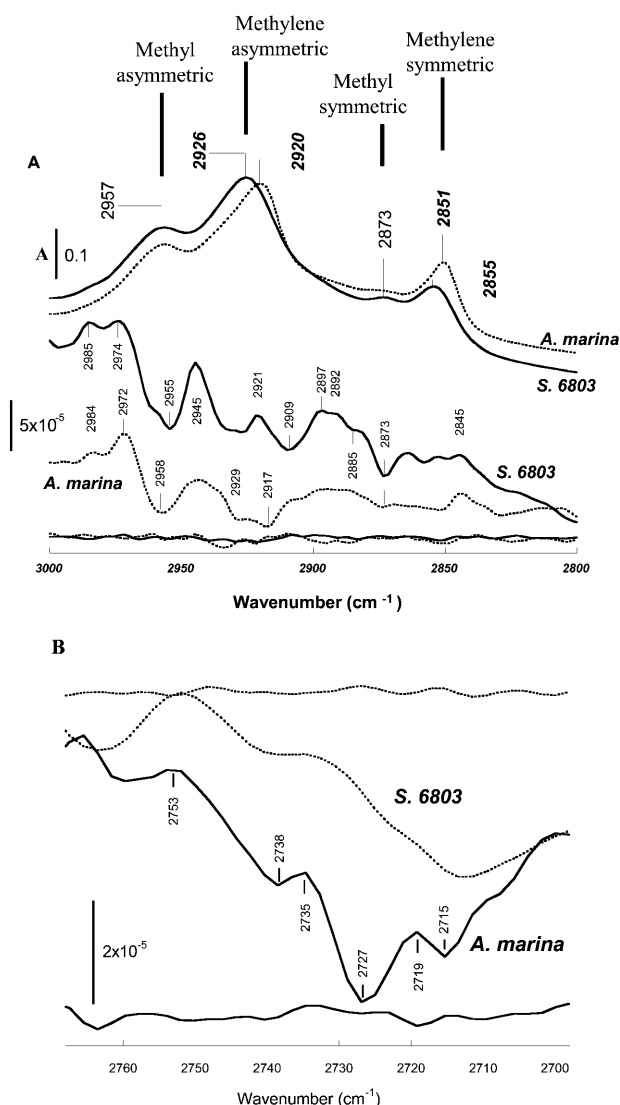 Methylene
asymmetric
Methylene
symmetric
Methyl
asymmetric
Methyl
symmetric
A
2926
2920
2957
2873
2851
2855
A
0.1
A. marina
S. 6803
2985
2974
2955
2945
2921
2909
2897
2892
2885
2873
2845
5x10-5
2984
2972
2958
2929
2917
A. marina
S. 6803
3000 2950 2900 2850 2800
Wavenumber (cm -1 )
B
S. 6803
2753
2738
2735
2727
2719
2715
A. marina
2x10-5
2760 2750 2740 2730 2720 2710 2700
Wavenumber (cm-1)